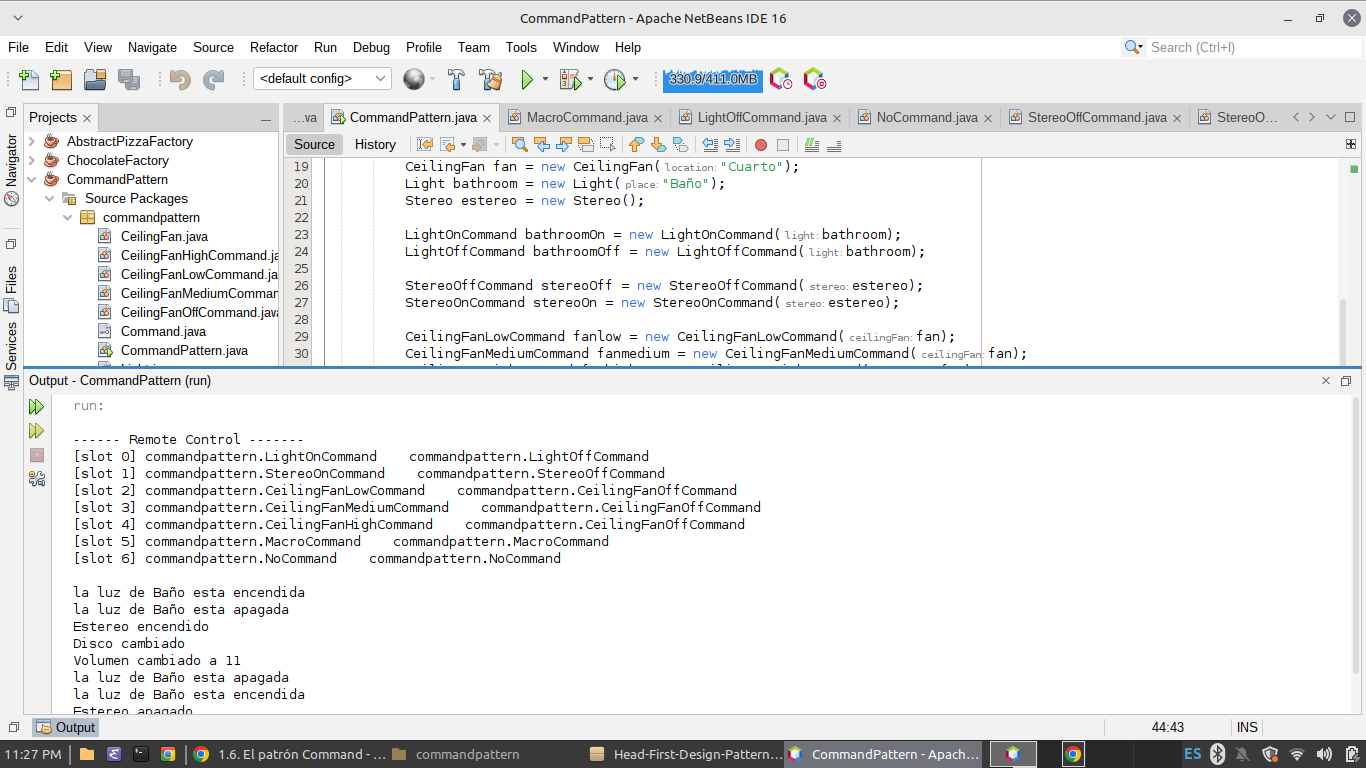 CommandPattern - Apache NetBeans IDE 16
File Edit View Navigate Source Refactor Run Debug Profile Team Tools Window Help
Search (Ctrl+I)
<default config>
330.9/411.0MB
Navigator
Files
Services
Projects
AbstractPizzaFactory
ChocolateFactory
CommandPattern
Source Packages
commandpattern
CeilingFan.java
CeilingFanHighCommand.ja
CeilingFanLowCommand.ja
CeilingFanMediumComman
CeilingFanOffCommand.java
Command.java
CommandPattern.java
...va CommandPattern.java MacroCommand.java LightOffCommand.java NoCommand.java StereoOffCommand.java StereoO...
Source History
19 CeilingFan fan = new CeilingFan( location: "Cuarto");
20 Light bathroom = new Light( place: "Baño");
21 Stereo estereo = new Stereo();
22
23 LightOnCommand bathroomOn = new LightOnCommand( light: bathroom);
24 LightOffCommand bathroomOff = new LightOffCommand( light: bathroom);
25
26 StereoOffCommand stereoOff = new StereoOffCommand( stereo: estereo);
27 StereoOnCommand stereoOn = new StereoOnCommand( stereo: estereo);
28
29 CeilingFanLowCommand fanlow = new CeilingFanLowCommand( ceilingFan: fan);
30 CeilingFanMediumCommand fanmedium = new CeilingFanMediumCommand( ceilingFan: fan);
Output - CommandPattern (run)
run:
------ Remote Control -------
[slot 0] commandpattern.LightOnCommand    commandpattern.LightOffCommand
[slot 1] commandpattern.StereoOnCommand    commandpattern.StereoOffCommand
[slot 2] commandpattern.CeilingFanLowCommand    commandpattern.CeilingFanOffCommand
[slot 3] commandpattern.CeilingFanMediumCommand    commandpattern.CeilingFanOffCommand
[slot 4] commandpattern.CeilingFanHighCommand    commandpattern.CeilingFanOffCommand
[slot 5] commandpattern.MacroCommand    commandpattern.MacroCommand
[slot 6] commandpattern.NoCommand    commandpattern.NoCommand
la luz de Baño esta encendida
la luz de Baño esta apagada
Estereo encendido
Disco cambiado
Volumen cambiado a 11
la luz de Baño esta apagada
la luz de Baño esta encendida
Estereo apagado
Output
44:43 INS
11:27 PM 1.6. El patrón Command - ... commandpattern Head-First-Design-Pattern... CommandPattern - Apach... ES